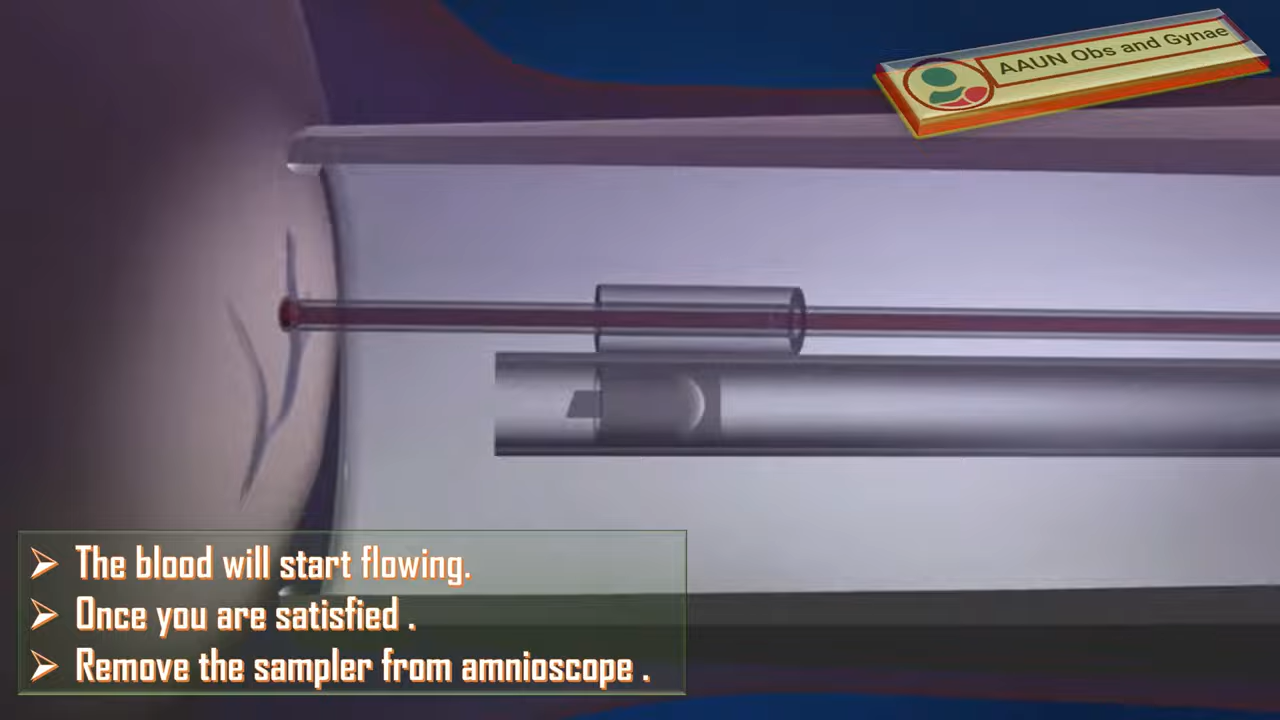 AAUN Obs and Gynae
The blood will start flowing.
Once you are satisfied .
Remove the sampler from amnioscope .